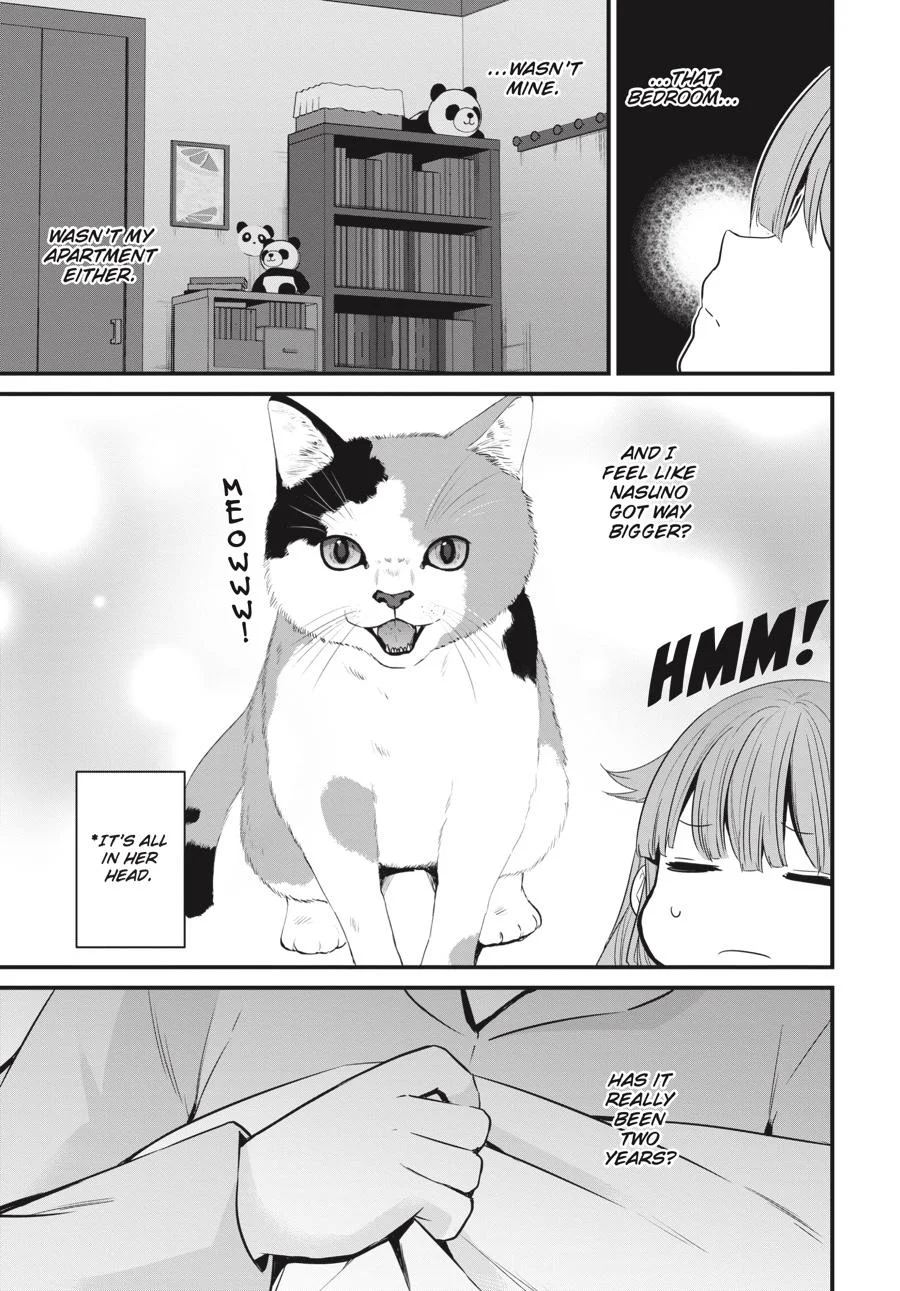 ...THAT
BEDROOM...
...WASN'T
MINE.
WASN'T MY
APARTMENT
EITHER.
AND I
FEEL LIKE
NASUNO
GOT WAY
BIGGER?
HMM!
MEOWWW!
*IT'S ALL
IN HER
HEAD.
HAS IT
REALLY
BEEN
TWO
YEARS?